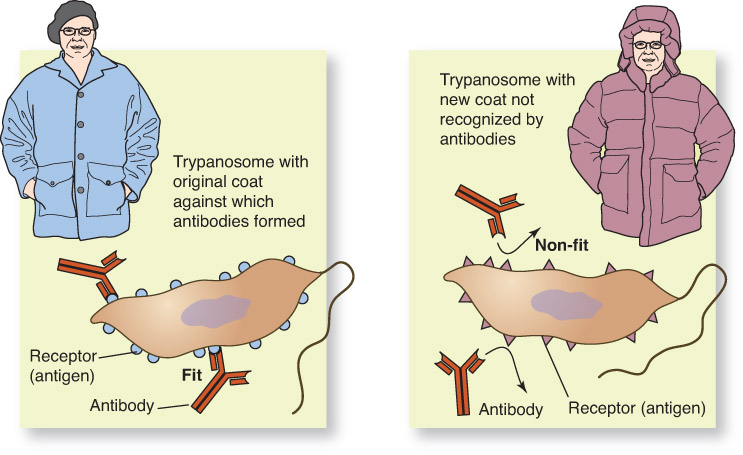 Trypanosome with
original coat
against which
antibodies formed
Receptor
(antigen)
Fit
Antibody
Trypanosome with
new coat not
recognized by
antibodies
Non-fit
Antibody
Receptor (antigen)